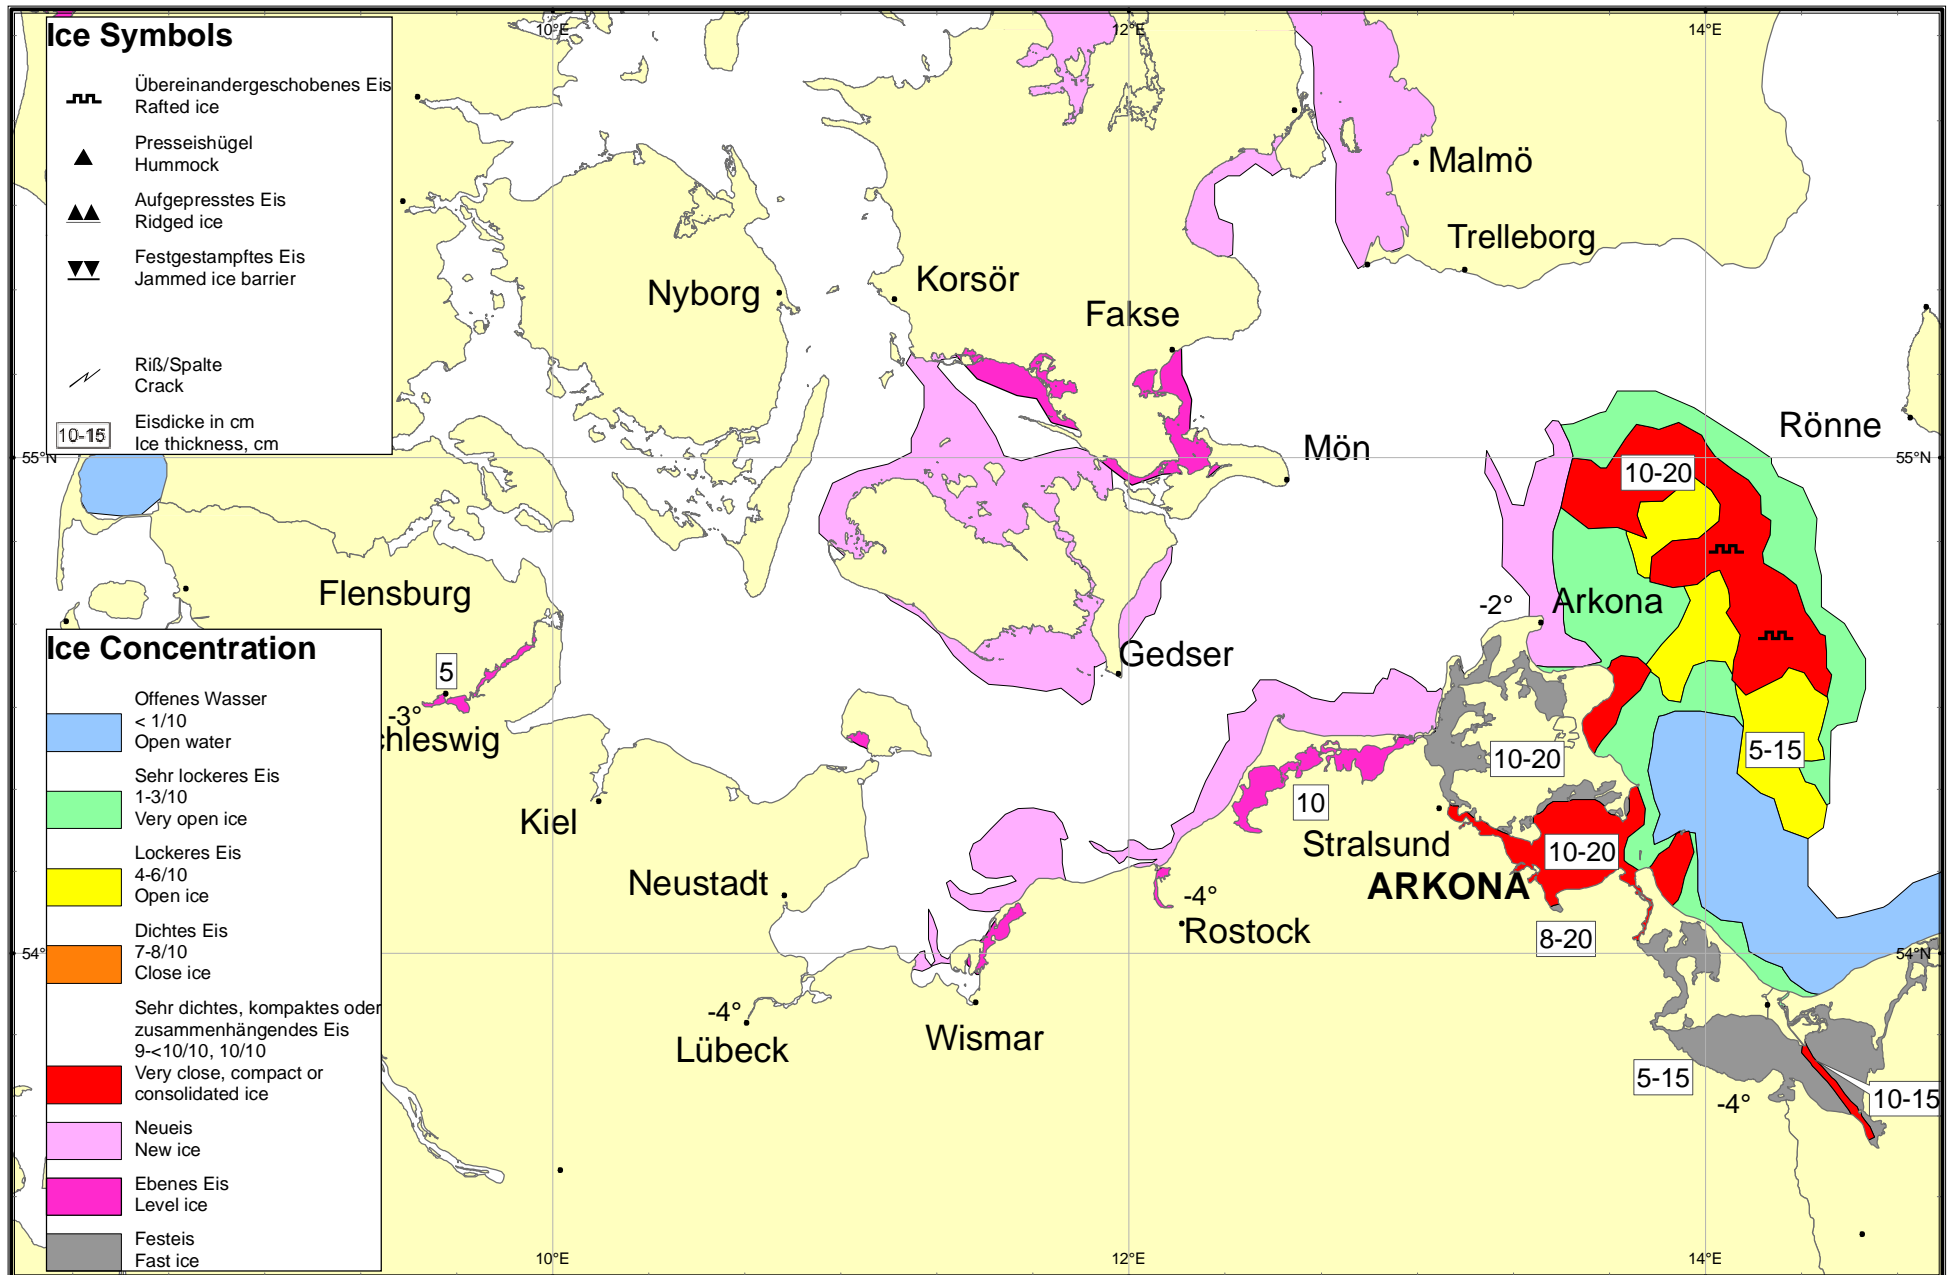 Ice Symbols
Übereinandergeschobenes Eis
Rafted ice
Presseishügel
Hummock
Aufgepresstes Eis
Ridged ice
Festgestampftes Eis
Jammed ice barrier
Riß/Spalte
Crack
10-15
Eisdicke in cm
Ice thickness, cm
Ice Concentration
Offenes Wasser
< 1/10
Open water
Sehr lockeres Eis
1-3/10
Very open ice
Lockeres Eis
4-6/10
Open ice
Dichtes Eis
7-8/10
Close ice
Sehr dichtes, kompaktes oder
zusammenhängendes Eis
9-<10/10, 10/10
Very close, compact or
consolidated ice
Neueis
New ice
Ebenes Eis
Level ice
Festeis
Fast ice
10°E
12°E
14°E
Malmö
Trelleborg
Nyborg
Korsör
Fakse
Rönne
Mön
55°N
55°N
10-20
Flensburg
-2°
Arkona
Gedser
5
-3°
chleswig
10-20
5-15
Kiel
10
Stralsund
10-20
Neustadt
ARKONA
-4°
Rostock
8-20
54°
54°N
-4°
Lübeck
Wismar
5-15
-4°
10-15
10°E
12°E
14°E